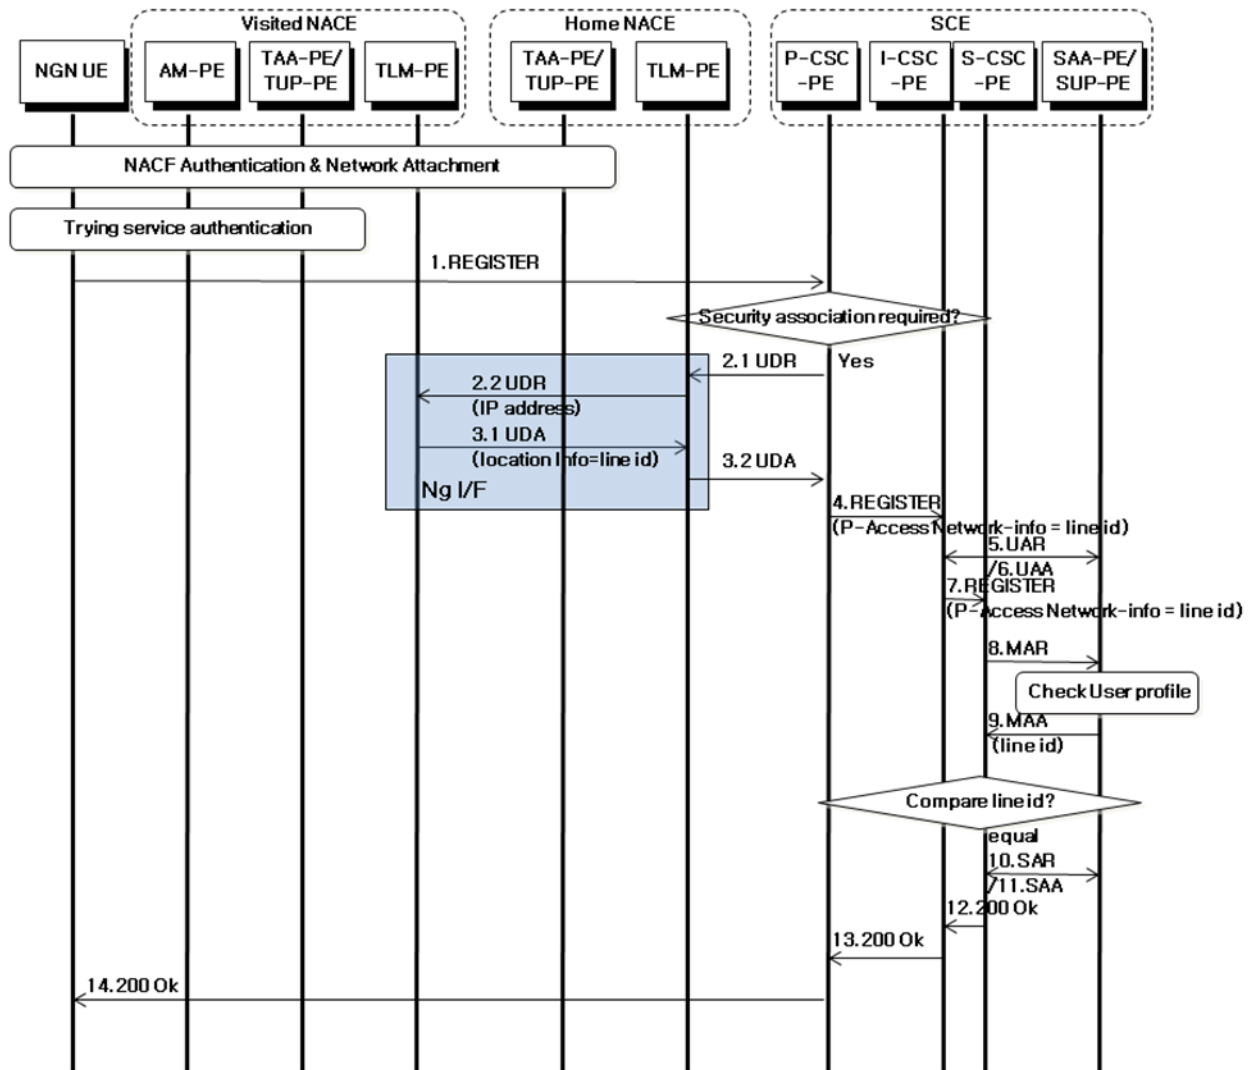 Visited NACE
Home NACE
SCE
NGN UE
AM-PE
TAA-PE/
TUP-PE
TLM-PE
TAA-PE/
TUP-PE
TLM-PE
P-CSC
-PE
I-CSC
-PE
S-CSC
-PE
SAA-PE/
SUP-PE
NACF Authentication & Network Attachment
Trying service authentication
1.REGISTER
Security association required?
Yes
2.1 UDR
2.2 UDR
(IP address)
3.1 UDA
(location Info=line id)
3.2 UDA
Ng I/F
4.REGISTER
(P-Access Network-info = line id)
5.UAR
/6.UAA
7.REGISTER
(P-Access Network-info = line id)
8.MAR
Check User profile
9.MAA
(line id)
Compare line id?
equal
10.SAR
/11.SAA
12.200 Ok
13.200 Ok
14.200 Ok